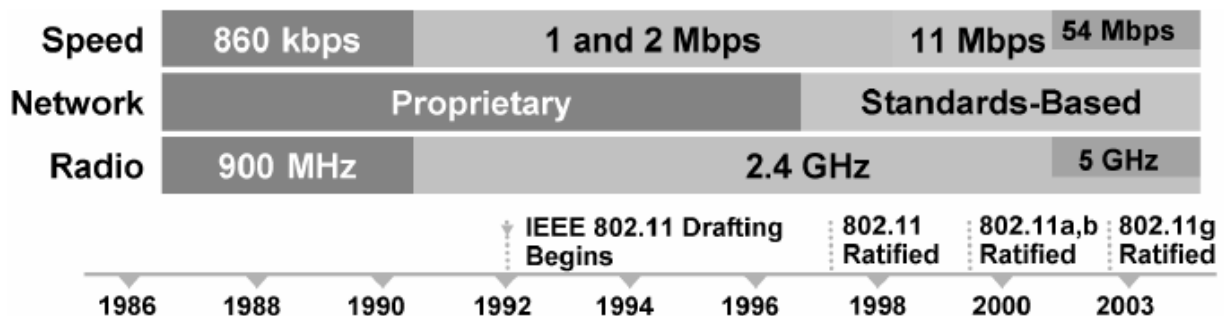 Speed 860 kbps 1 and 2 Mbps 11 Mbps 54 Mbps
Network Proprietary Standards-Based
Radio 900 MHz 2.4 GHz 5 GHz
IEEE 802.11 Drafting
Begins
802.11
Ratified
802.11a,b
Ratified
802.11g
Ratified
1986 1988 1990 1992 1994 1996 1998 2000 2003